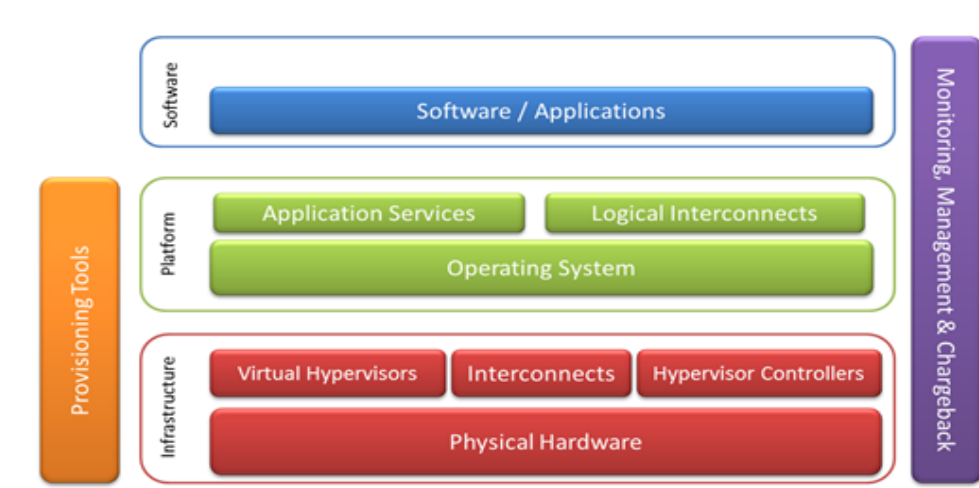 Software
Software / Applications
Platform
Application Services
Logical Interconnects
Operating System
Infrastructure
Virtual Hypervisors
Interconnects
Hypervisor Controllers
Physical Hardware
Provisioning Tools
Monitoring, Management & Chargeback